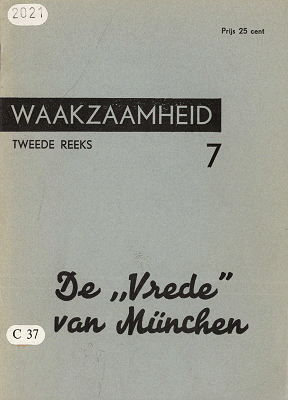 2021
Prijs 25 cent
WAAKZAAMHEID
TWEEDE REEKS
7
De „Vrede”
van München
C 37